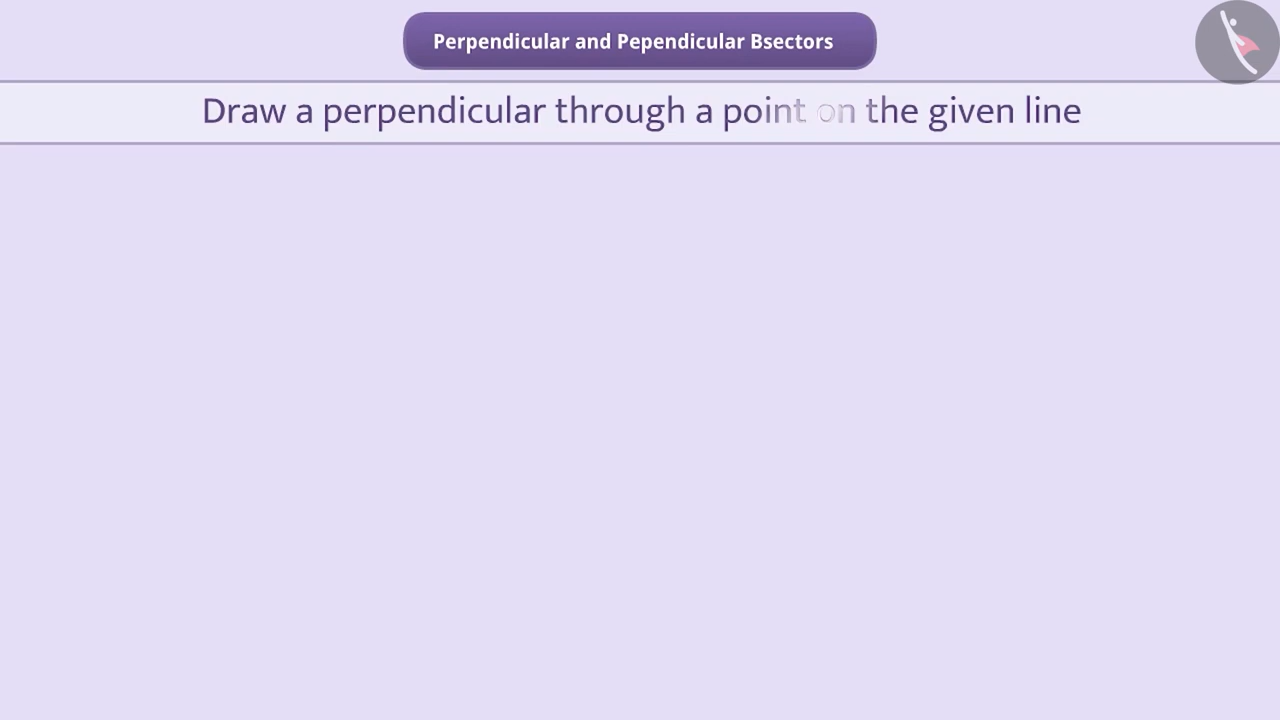 Perpendicular and Pependicular Bsectors
Draw a perpendicular through a point on the given line